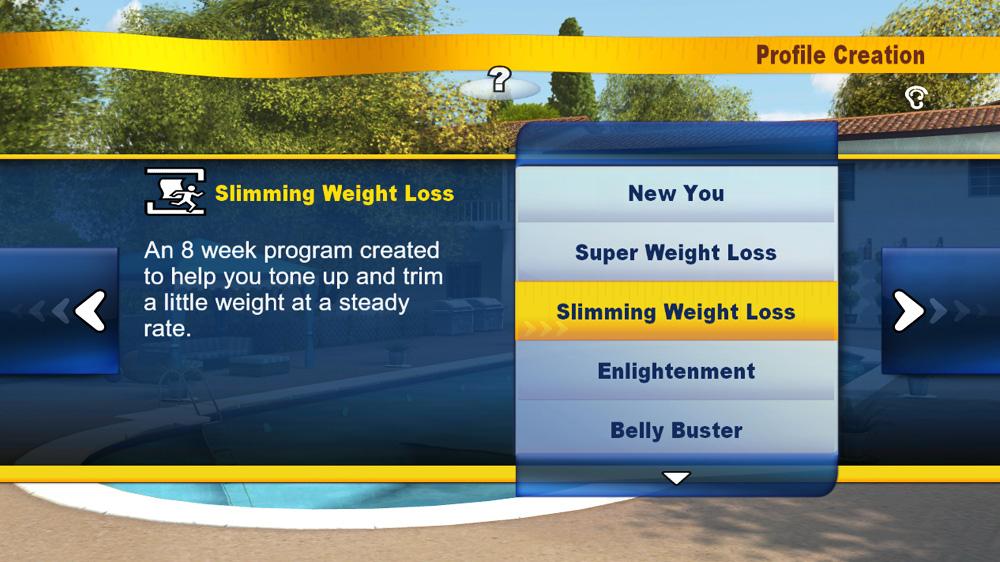 Profile Creation
?
Slimming Weight Loss
An 8 week program created
to help you tone up and trim
a little weight at a steady
rate.
New You
Super Weight Loss
Slimming Weight Loss
Enlightenment
Belly Buster